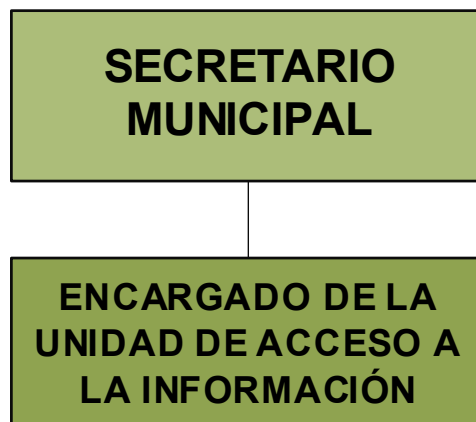 SECRETARIO
MUNICIPAL
ENCARGADO DE LA
UNIDAD DE ACCESO A
LA INFORMACIÓN